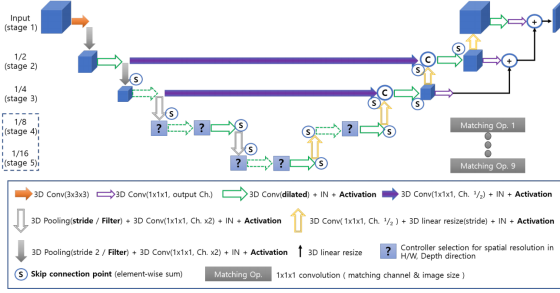 Input
(stage 1)
1/2
(stage 2)
1/4
(stage 3)
1/8
(stage 4)
1/16
(stage 5)
S
S
?
?
?
?
?
?
?
S
S
S
S
S
S
S
C
S
S
C
S
S
+
+
Matching Op. 1
Matching Op. 9
3D Conv(3x3x3)
3D Conv(1x1x1, output Ch.)
3D Conv(dilated) + IN + Activation
3D Conv(1x1x1, Ch. 1/2) + IN + Activation
3D Pooling(stride / Filter) + 3D Conv(1x1x1, Ch. x2) + IN + Activation
3D Conv(1x1x1, Ch. 1/2) + 3D linear resize(stride) + IN + Activation
3D Pooling(stride 2 / Filter) + 3D Conv(1x1x1, Ch. x2) + IN + Activation
3D linear resize
? Controller selection for spatial resolution in
H/W, Depth direction
S Skip connection point (element-wise sum)
Matching Op. 1x1x1 convolution ( matching channel & image size )